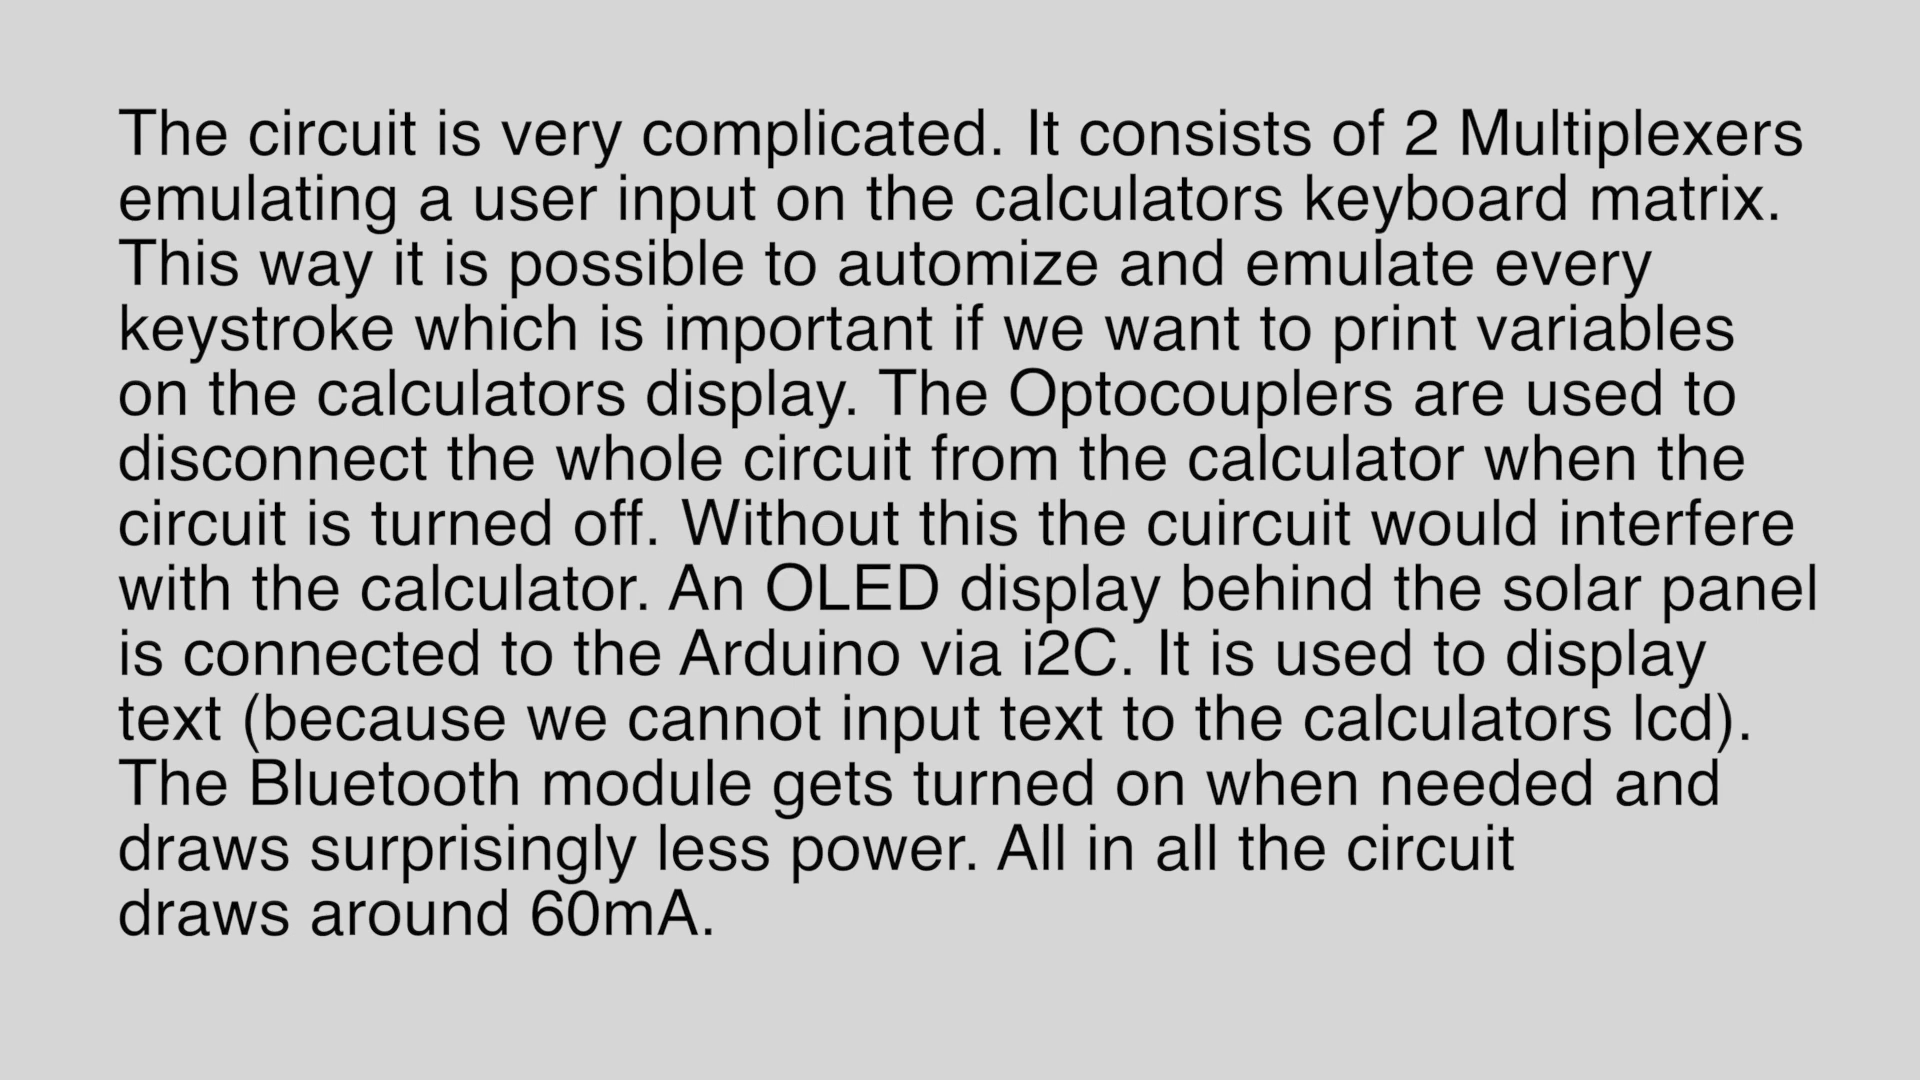 The circuit is very complicated. It consists of 2 Multiplexers
emulating a user input on the calculators keyboard matrix.
This way it is possible to automize and emulate every
keystroke which is important if we want to print variables
on the calculators display. The Optocouplers are used to
disconnect the whole circuit from the calculator when the
circuit is turned off. Without this the cuircuit would interfere
with the calculator. An OLED display behind the solar panel
is connected to the Arduino via i2C. It is used to display
text (because we cannot input text to the calculators lcd).
The Bluetooth module gets turned on when needed and
draws surprisingly less power. All in all the circuit
draws around 60mA.